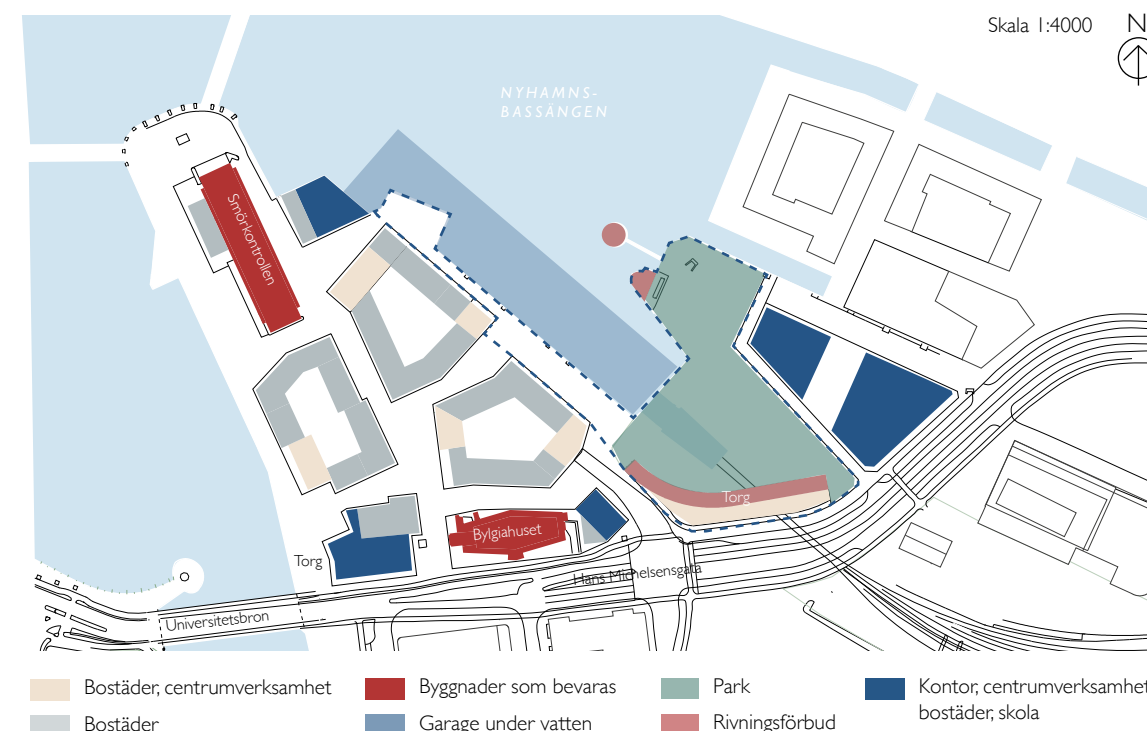 Skala 1:4000
N
NYHAMNS-
BASSÄNGEN
Smörkontrollen
Torg
Bylgiahuset
Torg
Hans Michelsensgata
Universitetsbron
Bostäder, centrumverksamhet
Byggnader som bevaras
Park
Kontor, centrumverksamhet
bostäder, skola
Bostäder
Garage under vatten
Rivningsförbud